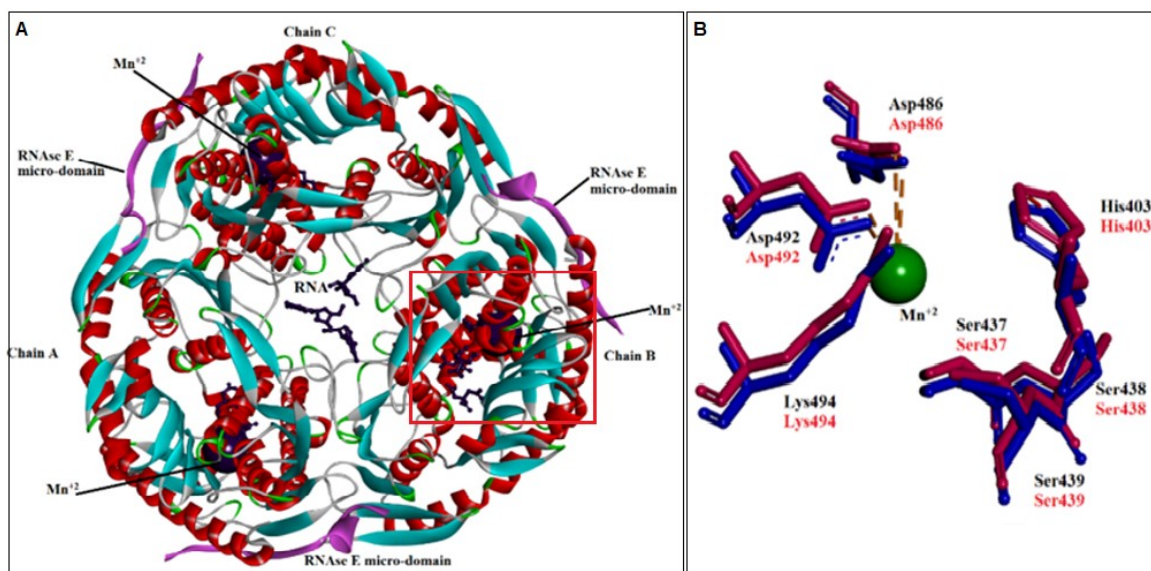 A
Chain C
Mn+2
RNAse E
micro-domain
RNAse E
micro-domain
RNA
Mn+2
Chain A
Chain B
Mn+2
RNAse E micro-domain
B
Asp486
Asp486
His403
His403
Asp492
Asp492
Mn+2
Ser437
Ser437
Lys494
Lys494
Ser438
Ser438
Ser439
Ser439